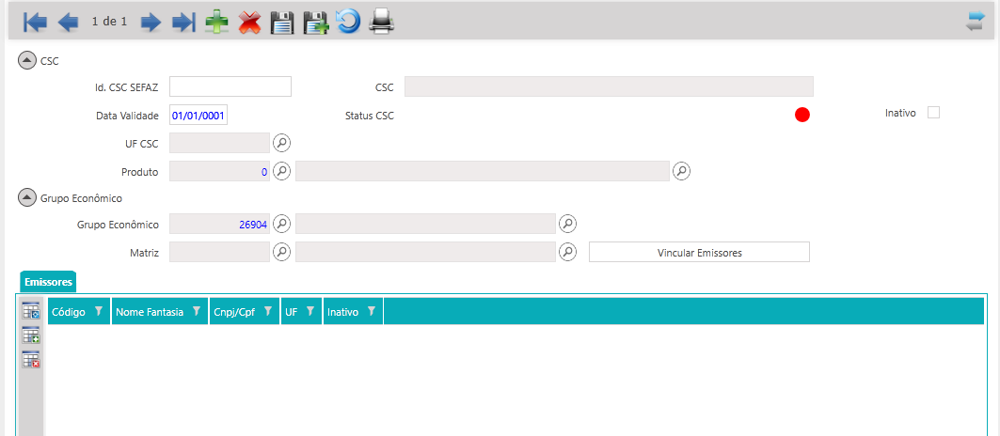 1 de 1
CSC
Id. CSC SEFAZ CSC
Data Validade 01/01/0001 Status CSC Inativo
UF CSC
Produto 0
Grupo Econômico
Grupo Econômico 26904
Matriz Vincular Emissores
Emissores
Código Nome Fantasia Cnpj/Cpf UF Inativo